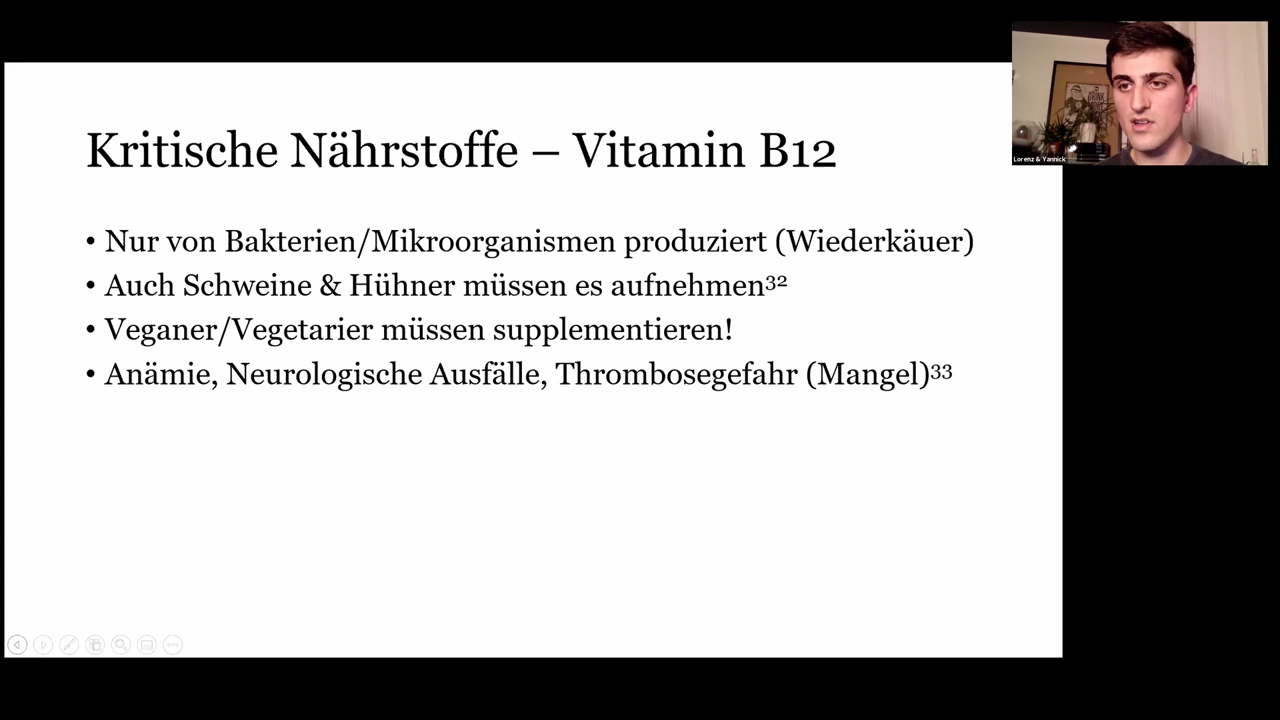 Kritische Nährstoffe – Vitamin B12
• Nur von Bakterien/Mikroorganismen produziert (Wiederkäuer)
• Auch Schweine & Hühner müssen es aufnehmen³²
• Veganer/Vegetarier müssen supplementieren!
• Anämie, Neurologische Ausfälle, Thrombosegefahr (Mangel)³³
DRINK
Lorenz & Yannick